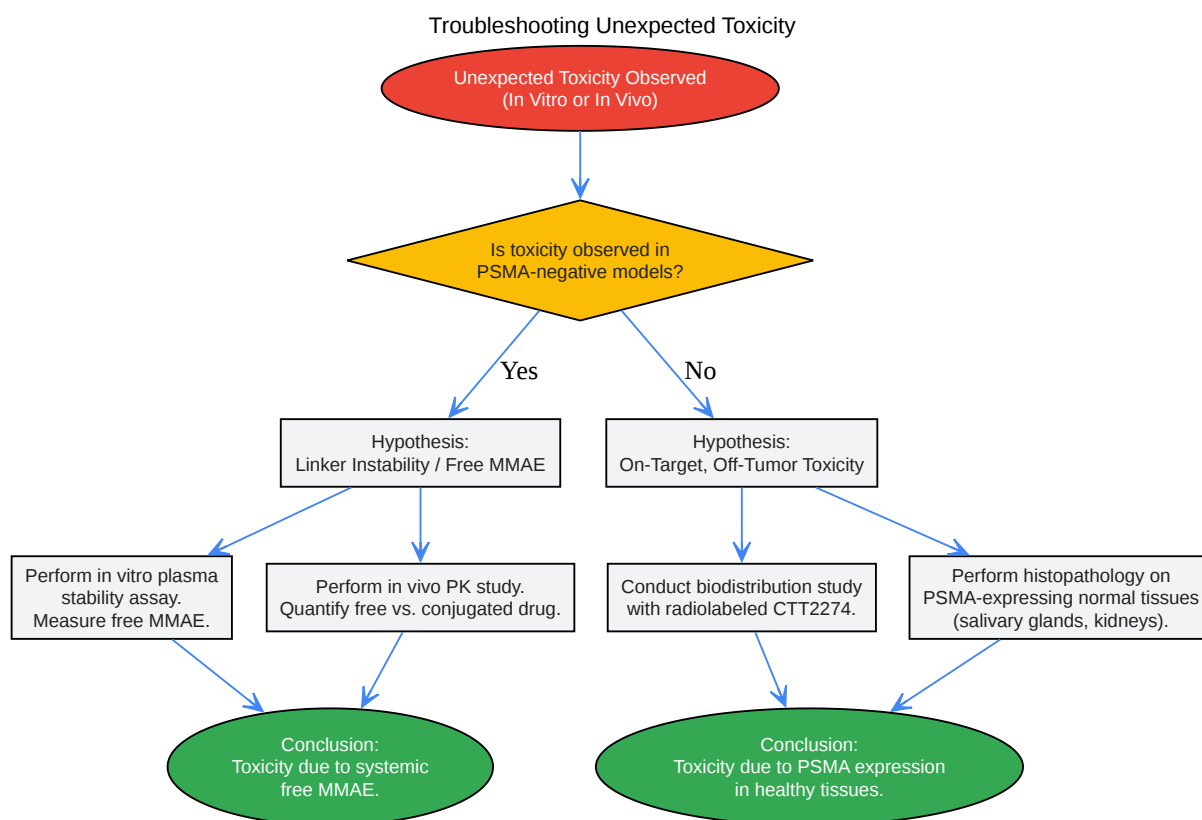 Troubleshooting Unexpected Toxicity
Unexpected Toxicity Observed
(In Vitro or In Vivo)
Is toxicity observed in
PSMA-negative models?
Yes
No
Hypothesis:
Linker Instability / Free MMAE
Hypothesis:
On-Target, Off-Tumor Toxicity
Perform in vitro plasma
stability assay.
Measure free MMAE.
Perform in vivo PK study.
Quantify free vs. conjugated drug.
Conduct biodistribution study
with radiolabeled CTT2274.
Perform histopathology on
PSMA-expressing normal tissues
(salivary glands, kidneys).
Conclusion:
Toxicity due to systemic
free MMAE.
Conclusion:
Toxicity due to PSMA expression
in healthy tissues.